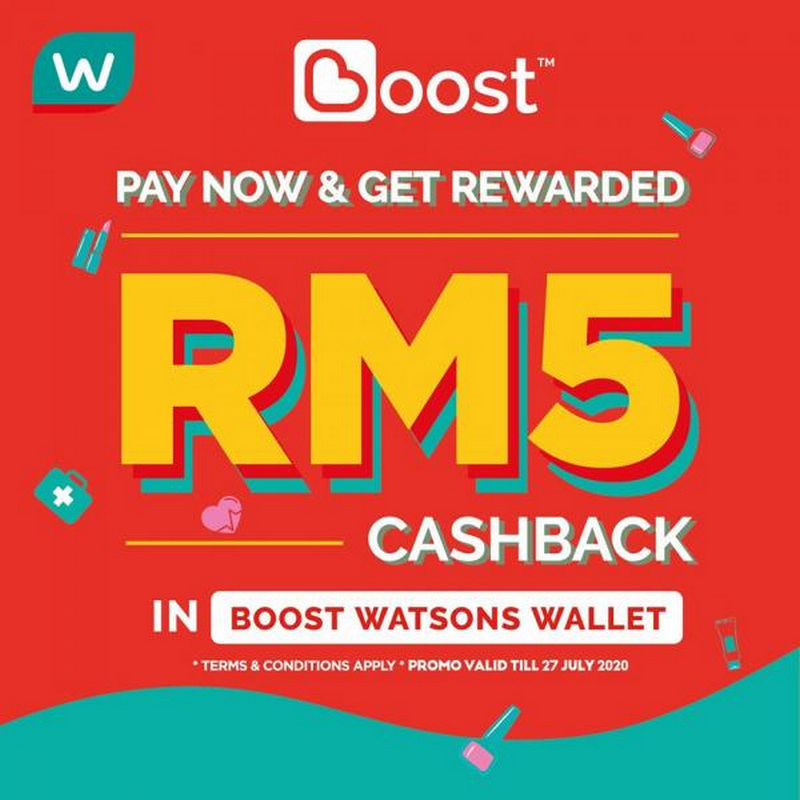 W
Boost™
PAY NOW & GET REWARDED
RM5
CASHBACK
IN BOOST WATSONS WALLET
* TERMS & CONDITIONS APPLY * PROMO VALID TILL 27 JULY 2020